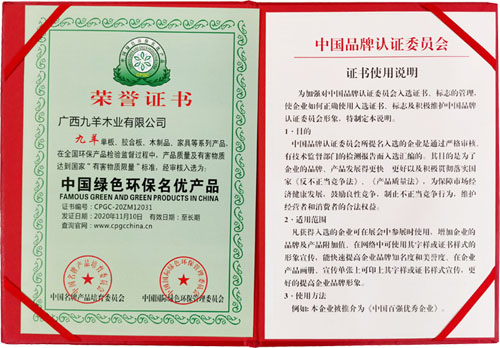 荣誉证书
广西九羊木业有限公司
九羊 单板、胶合板、木制品、家具等系列产品,
在全国环保产品检验监督过程中，产品质量及有害物质
达到国家“有害物质限量”标准，经审核入选为:
中国绿色环保名优产品
FAMOUS GREEN AND GREEN PRODUCTS IN CHINA
证书编号：CPGC-20ZM12031
发证日期：2020年11月10日 有效日期：至长期
查询官网：www.cpgcchina.cn
中国名牌产品培育委员会
中国国际绿色环保管理委员会
中国品牌认证委员会
证书使用说明
为加强对中国品牌认证委员会入选证书、标志的管理,
使企业如何正确使用入选证书、标志及积极维护中国品牌
认证委员会形象，特制定本说明。
1·目的
中国品牌认证委员会所提名入选的企业是通过严格审核、
有技术监督部门的检测报告而入选汇编的。其目的是为了
企业的品牌、产品发展得更快、更好以及积极贯彻落实国
家《反不正当竞争法》、《产品质量法》，为保障市场经
济健康发展、鼓励良性竞争、制止不正当竞争行为、维护
经营者和消费者的合法权益。
2·适用范围
凡获得入选的企业可在展会中参展时使用、增加企业的
品牌及产品附加值。在网络中可使用其字样或证书样式的
形象宣传、能快速提高企业品牌知名度和美誉度、在企业
产品画册、宣传单张上可印上其字样或证书样式宣传、更
好的提高企业品牌形象。
3·使用方法
例如:本企业被推介为《中国百强优秀企业》。